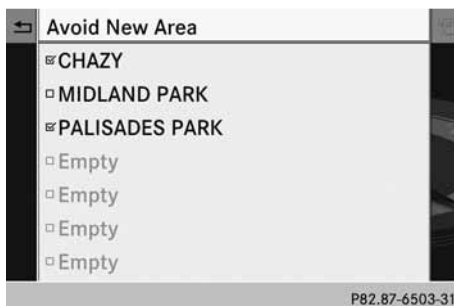 Avoid New Area
CHAZY
MIDLAND PARK
PALISADES PARK
Empty
Empty
Empty
Empty
P82.87-6503-31